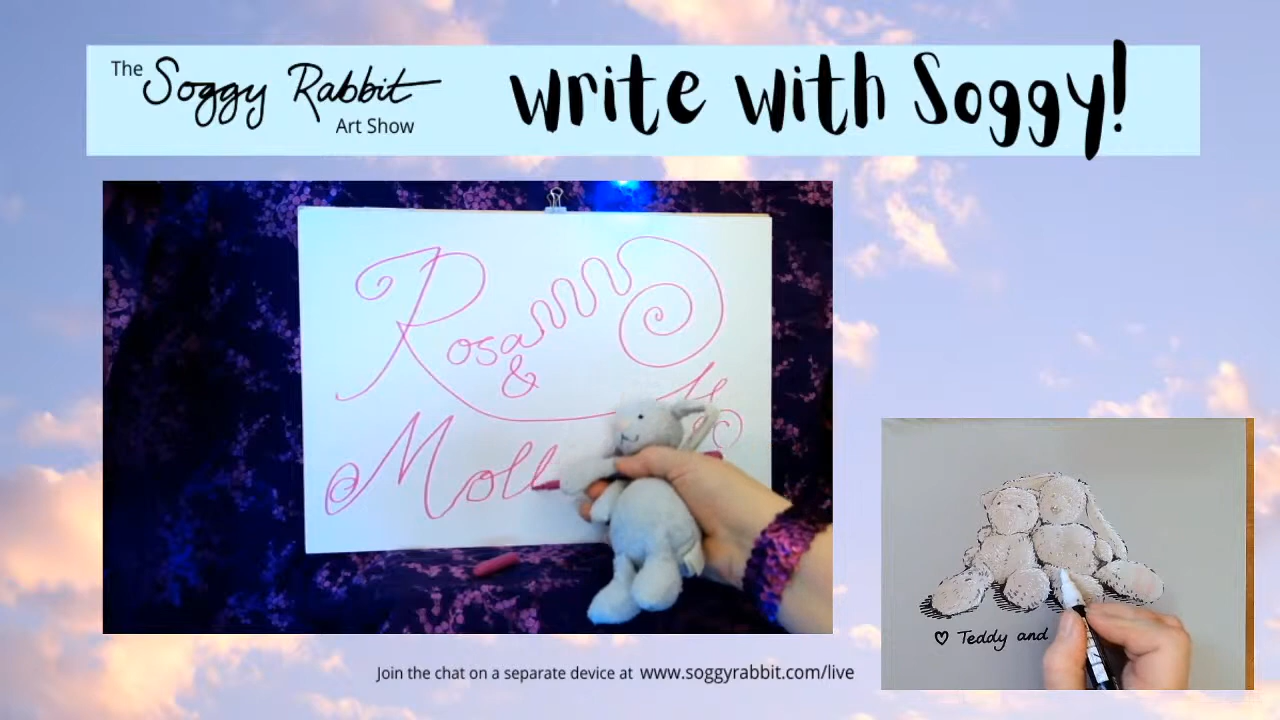 The Soggy Rabbit
Art Show
write with Soggy!
Rosa
&
Moll
♡ Teddy and
Join the chat on a separate device at www.soggyrabbit.com/live